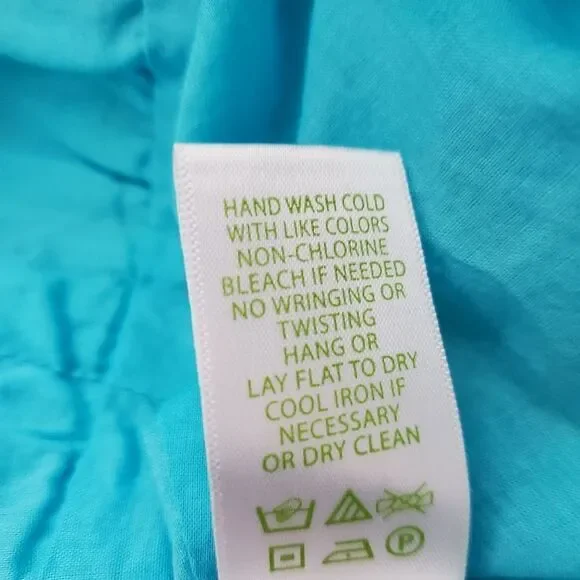 HAND WASH COLD
WITH LIKE COLORS
NON-CHLORINE
BLEACH IF NEEDED
NO WRINGING OR
TWISTING
HANG OR
LAY FLAT TO DRY
COOL IRON IF
NECESSARY
OR DRY CLEAN
P